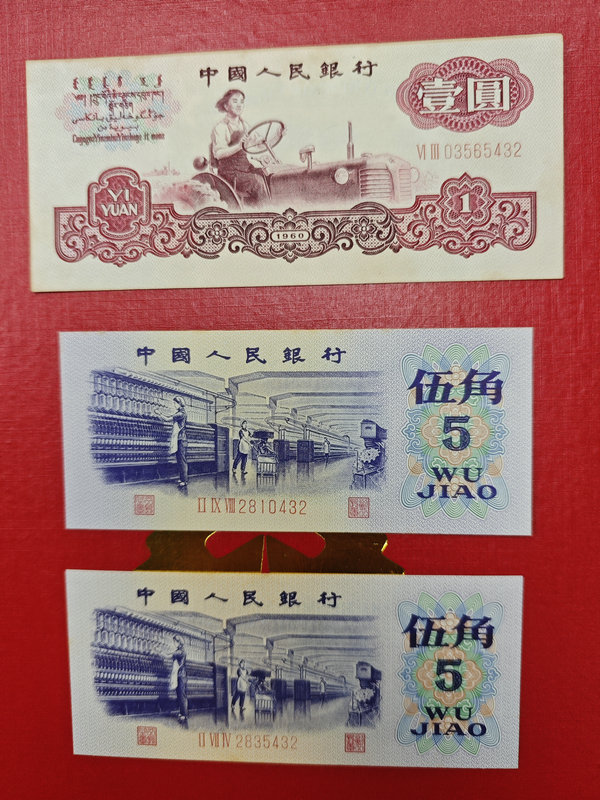 中國人民銀行
壹圓
VI III 03565432
YI
YUAN
1960
1
中國人民銀行
伍角
5
WU
JIAO
II IX VIII 2810432
中國人民銀行
伍角
5
WU
JIAO
II VII IV 2835432